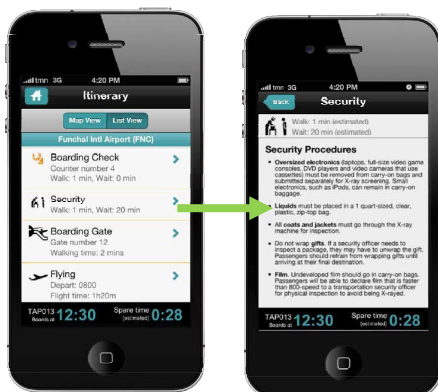 tmn 3G 4:20 PM
Itinerary
Map View List View
Funchal Intl Airport (FNC)
Boarding Check
Counter number 4
Walk: 1 min, Wait: 0 min
Security
Walk: 1 min, Wait: 20 min
Boarding Gate
Gate number 12
Walking time: 2 mins
Flying
Depart: 0800
Flight time: 1h20m
TAP013
Boards at 12:30
Spare time
(estimated) 0:28
tmn 3G 4:20 PM
Back Security
Walk: 1 min (estimated)
Wait: 20 min (estimated)
Security Procedures
• Oversized electronics (laptops, full-size video game
consoles, DVD players and video cameras that use
cassettes) must be removed from carry-on bags and
submitted separately for X-ray screening. Small
electronics, such as iPods, can remain in carry-on
baggage.
• Liquids must be placed in a 1 quart-sized, clear,
plastic, zip-top bag.
• All coats and jackets must go through the X-ray
machine for inspection.
• Do not wrap gifts. If a security officer needs to
inspect a package, they may have to unwrap the gift.
Passengers should refrain from wrapping gifts until
arriving at their final destination.
• Film. Undeveloped film should go in carry-on bags.
Passengers will be able to declare film that is faster
than 800-speed to a transportation security officer
for physical inspection to avoid being X-rayed.
TAP013
Boards at 12:30
Spare time
(estimated) 0:28